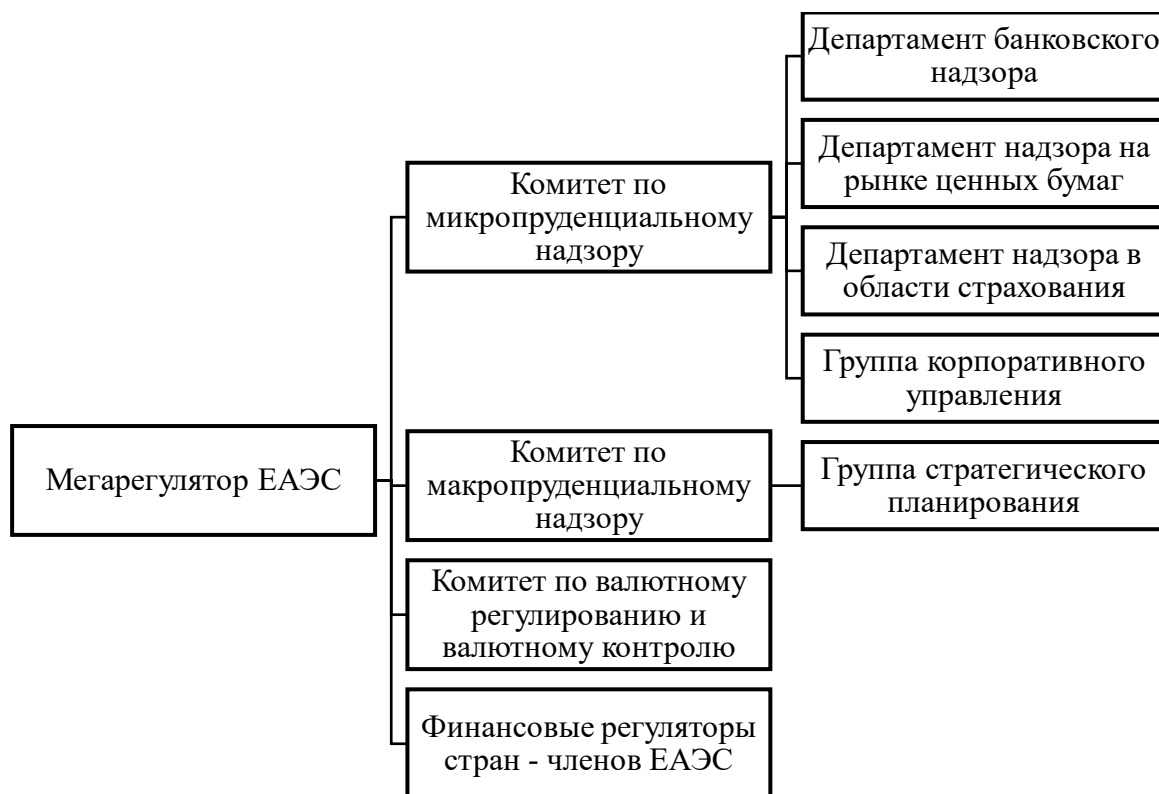 Департамент банковского
надзора
Департамент надзора на
рынке ценных бумаг
Комитет по
микропруденциальному
надзору
Департамент надзора в
области страхования
Группа корпоративного
управления
Мегарегулятор ЕАЭС
Комитет по
макропруденциальному
надзору
Группа стратегического
планирования
Комитет по валютному
регулированию и
валютному контролю
Финансовые регуляторы
стран - членов ЕАЭС